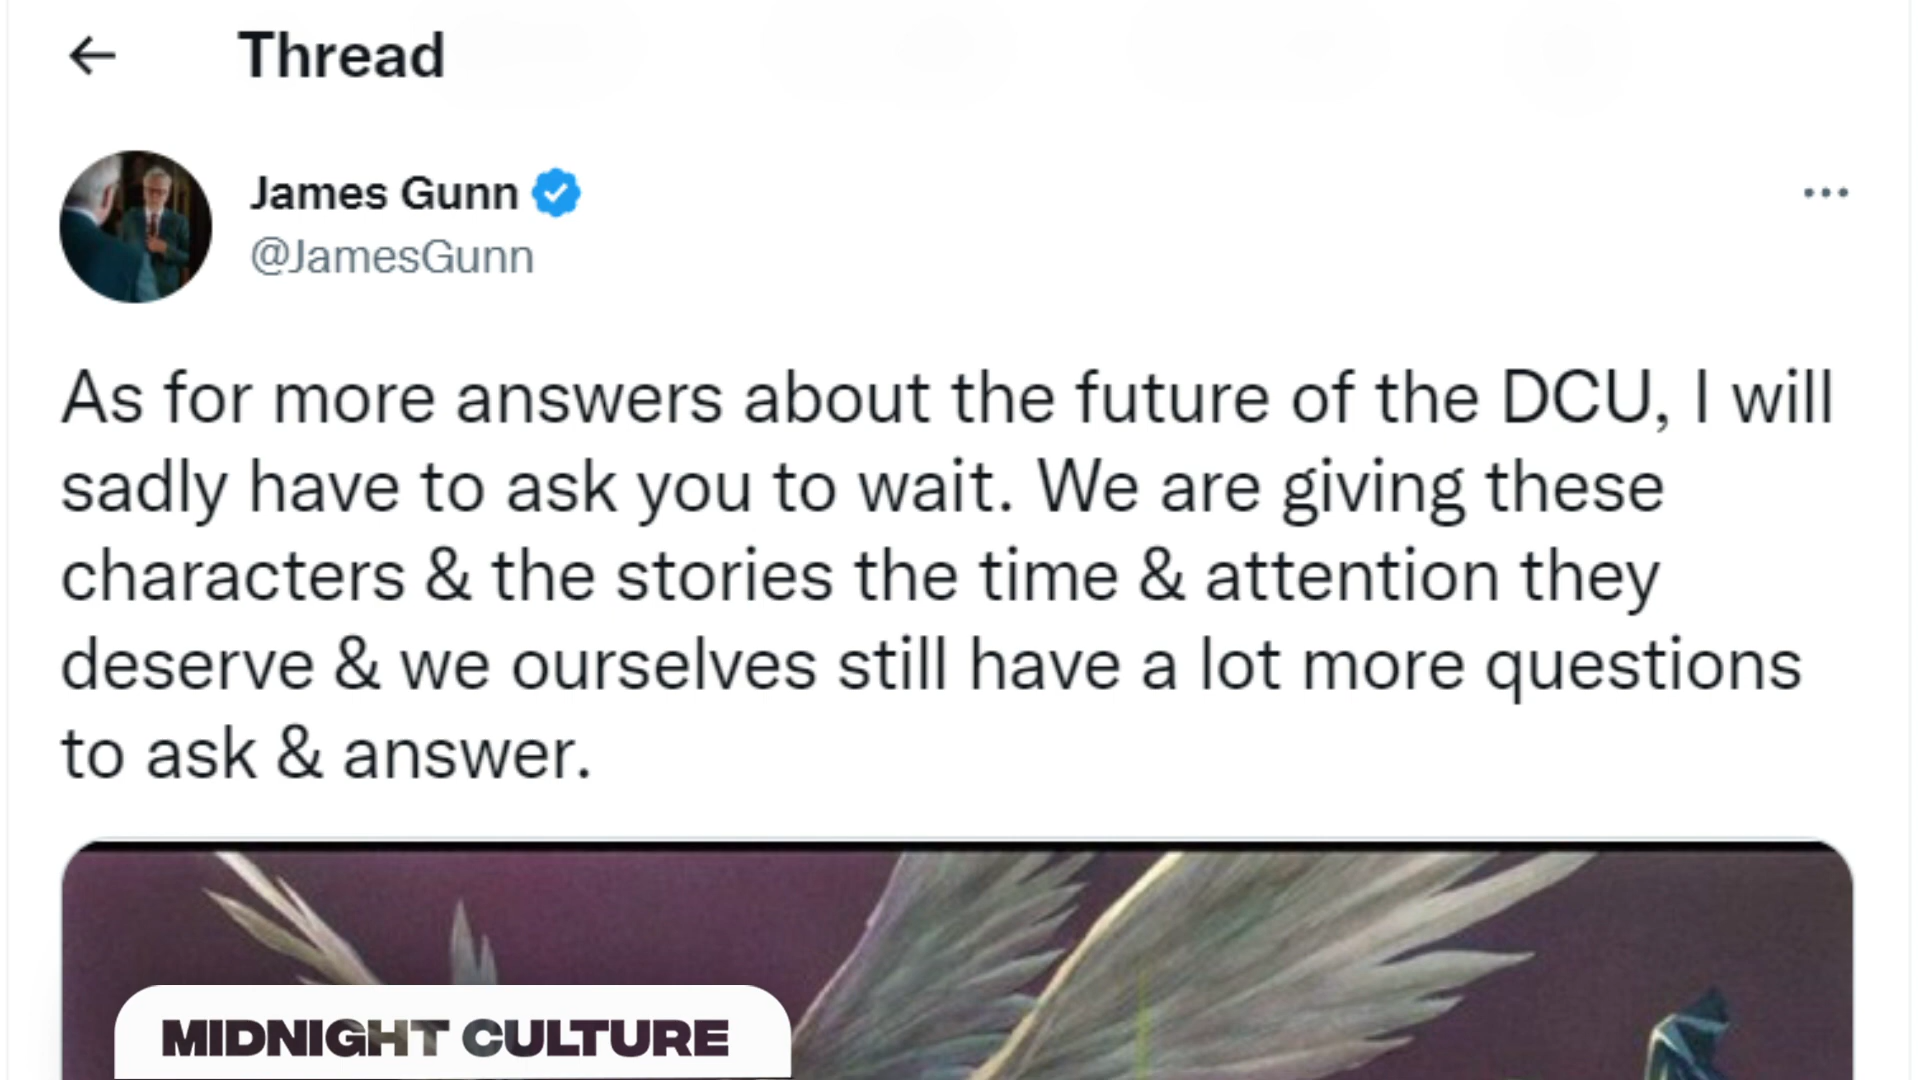 Thread
James Gunn
@JamesGunn
As for more answers about the future of the DCU, I will
sadly have to ask you to wait. We are giving these
characters & the stories the time & attention they
deserve & we ourselves still have a lot more questions
to ask & answer.
MIDNIGHT CULTURE